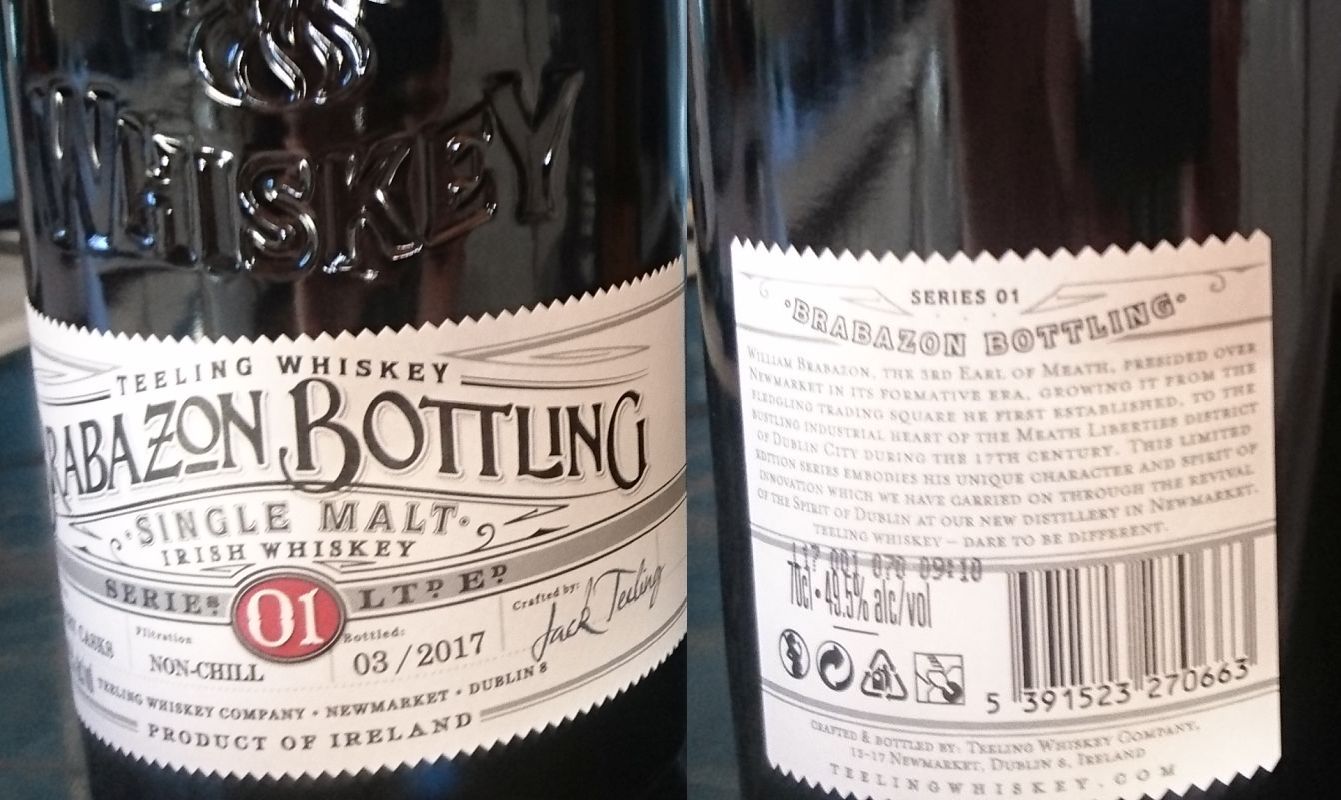 WHISKEY
TEELING WHISKEY
BRABAZON BOTTLING
SINGLE MALT
IRISH WHISKEY
SERIES 01 LTD ED
CASKS
Filtration
NON-CHILL
Bottled:
03/2017
Crafted by:
Jack Teeling
TEELING WHISKEY COMPANY • NEWMARKET • DUBLIN 8
PRODUCT OF IRELAND
SERIES 01
•BRABAZON BOTTLING•
WILLIAM BRABAZON, THE 3RD EARL OF MEATH, PRESIDED OVER
NEWMARKET IN ITS FORMATIVE ERA, GROWING IT FROM THE
FLEDGLING TRADING SQUARE HE FIRST ESTABLISHED, TO THE
BUSTLING INDUSTRIAL HEART OF THE MEATH LIBERTIES DISTRICT
OF DUBLIN CITY DURING THE 17TH CENTURY. THIS LIMITED
EDITION SERIES EMBODIES HIS UNIQUE CHARACTER AND SPIRIT OF
INNOVATION WHICH WE HAVE CARRIED ON THROUGH THE REVIVAL
OF THE SPIRIT OF DUBLIN AT OUR NEW DISTILLERY IN NEWMARKET.
TEELING WHISKEY – DARE TO BE DIFFERENT.
L17 001 070 09:10
70cl • 49.5% alc/vol
5 391523 270663
CRAFTED & BOTTLED BY: TEELING WHISKEY COMPANY,
13-17 NEWMARKET, DUBLIN 8, IRELAND
TEELINGWHISKEY.COM